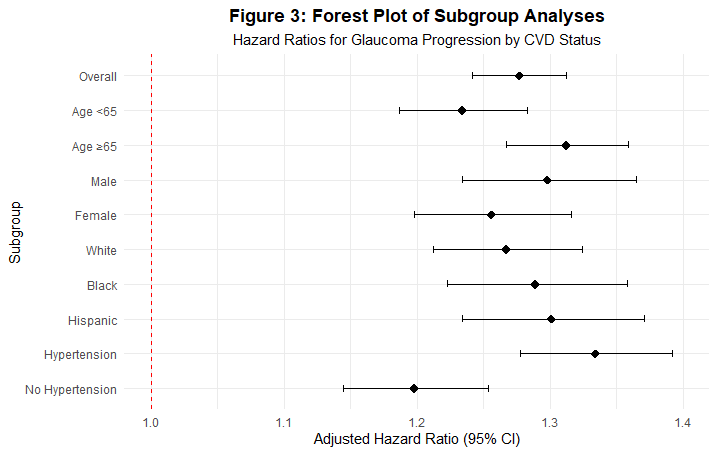 Figure 3: Forest Plot of Subgroup Analyses
Hazard Ratios for Glaucoma Progression by CVD Status
Subgroup
Overall
Age <65
Age ≥65
Male
Female
White
Black
Hispanic
Hypertension
No Hypertension
1.0 1.1 1.2 1.3 1.4
Adjusted Hazard Ratio (95% CI)